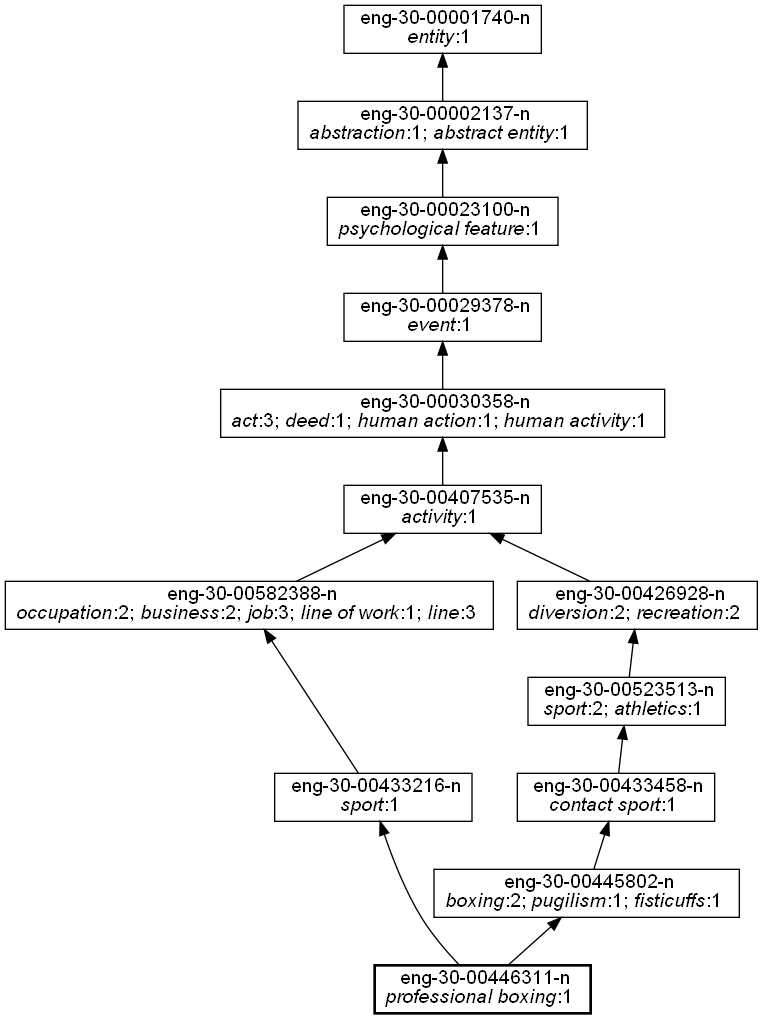 eng-30-00001740-n
entity:1
eng-30-00002137-n
abstraction:1; abstract entity:1
eng-30-00023100-n
psychological feature:1
eng-30-00029378-n
event:1
eng-30-00030358-n
act:3; deed:1; human action:1; human activity:1
eng-30-00407535-n
activity:1
eng-30-00582388-n
occupation:2; business:2; job:3; line of work:1; line:3
eng-30-00426928-n
diversion:2; recreation:2
eng-30-00523513-n
sport:2; athletics:1
eng-30-00433216-n
sport:1
eng-30-00433458-n
contact sport:1
eng-30-00445802-n
boxing:2; pugilism:1; fisticuffs:1
eng-30-00446311-n
professional boxing:1